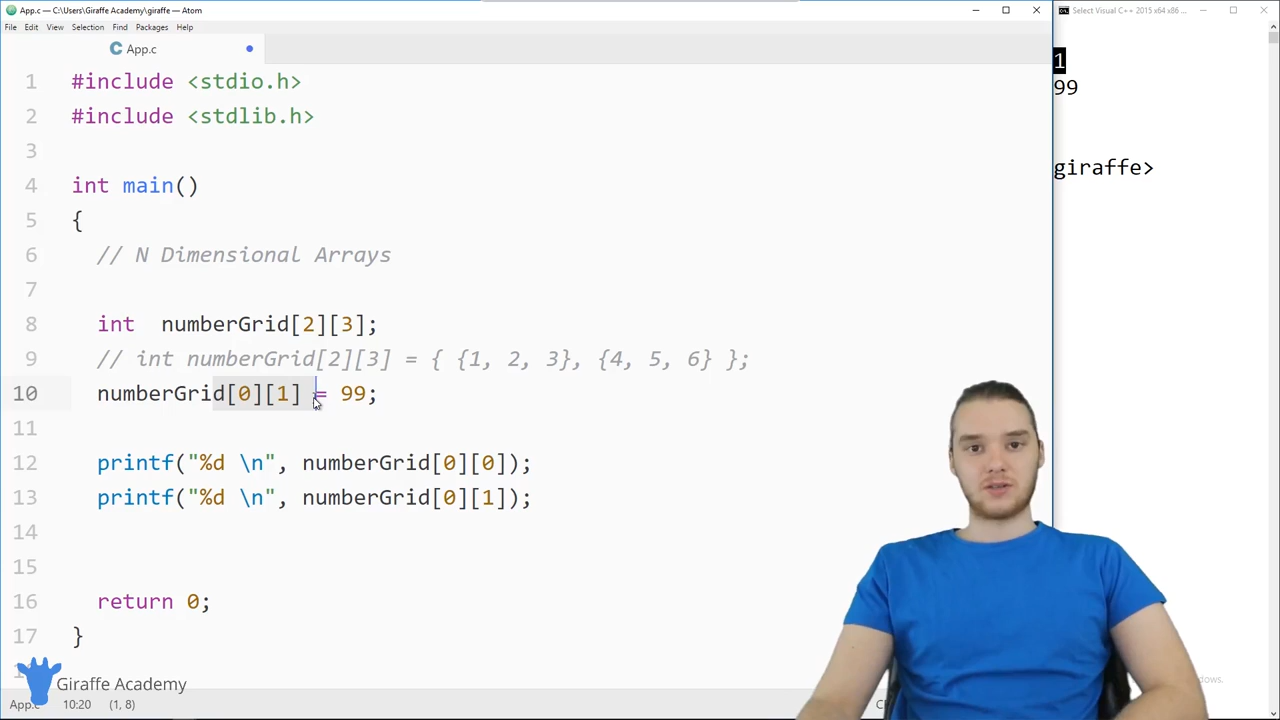 App.c — C:\Users\Giraffe Academy\giraffe — Atom
File Edit View Selection Find Packages Help
App.c
1 #include <stdio.h>
2 #include <stdlib.h>
3
4 int main()
5 {
6 // N Dimensional Arrays
7
8 int  numberGrid[2][3];
9 // int numberGrid[2][3] = { {1, 2, 3}, {4, 5, 6} };
10 numberGrid[0][1] = 99;
11
12 printf("%d \n", numberGrid[0][0]);
13 printf("%d \n", numberGrid[0][1]);
14
15
16 return 0;
17 }
Giraffe Academy
App.c 10:20 (1, 8)
Select Visual C++ 2015 x64 x86 ...
1
99
giraffe>